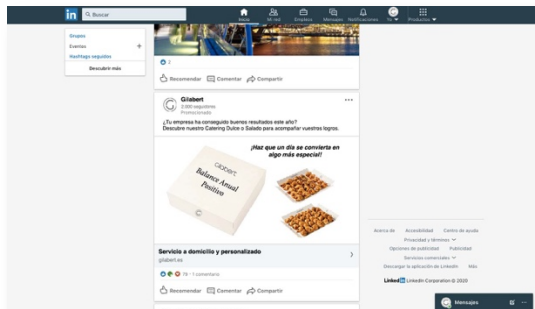 in
Buscar
Inicio
Mi red
Empleos
Mensajes
Notificaciones
Yo
Productos
Grupos
Eventos +
Hashtags seguidos
Descubrir más
2
Recomendar Comentar Compartir
Gilabert
2.000 seguidores
Promocionado
¿Tu empresa ha conseguido buenos resultados este año?
Descubre nuestro Catering Dulce o Salado para acompañar vuestros logros.
¡Haz que un día se convierta en
algo más especial!
Gilabert
Balance Anual
Positivo
Servicio a domicilio y personalizado
gilabert.es
78 · 1 comentario
Recomendar Comentar Compartir
Acerca de Accesibilidad Centro de ayuda
Privacidad y términos
Opciones de publicidad Publicidad
Servicios comerciales
Descargar la aplicación de LinkedIn Más
LinkedIn LinkedIn Corporation © 2020
Mensajes